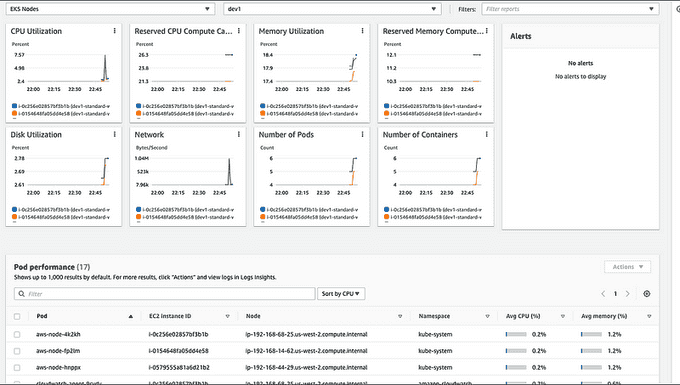 EKS Nodes
dev1
Filters:
Filter reports
CPU Utilization
Percent
7.57
4.98
2.4
22:00 22:15 22:30 22:45
i-0c256e02857bf3b1b (dev1-standard-v
i-0154648fa05dd4e58 (dev1-standard-v
Reserved CPU Compute Ca...
Percent
26.3
23.8
21.3
22:00 22:15 22:30 22:45
i-0c256e02857bf3b1b (dev1-standard-v
i-0154648fa05dd4e58 (dev1-standard-v
Memory Utilization
Percent
18.4
17.9
17.4
22:00 22:15 22:30 22:45
i-0c256e02857bf3b1b (dev1-standard-v
i-0154648fa05dd4e58 (dev1-standard-v
Reserved Memory Compute...
Percent
12.1
11.2
10.3
22:00 22:15 22:30 22:45
i-0c256e02857bf3b1b (dev1-standard-v
i-0154648fa05dd4e58 (dev1-standard-v
Alerts
No alerts
No alerts to display
Disk Utilization
Percent
2.78
2.69
2.61
22:00 22:15 22:30 22:45
i-0c256e02857bf3b1b (dev1-standard-v
i-0154648fa05dd4e58 (dev1-standard-v
Network
Bytes/Second
1.04M
523k
7.96k
22:00 22:15 22:30 22:45
i-0c256e02857bf3b1b (dev1-standard-v
i-0154648fa05dd4e58 (dev1-standard-v
Number of Pods
Count
6
5
4
22:00 22:15 22:30 22:45
i-0c256e02857bf3b1b (dev1-standard-v
i-0154648fa05dd4e58 (dev1-standard-v
Number of Containers
Count
6
5
4
22:00 22:15 22:30 22:45
i-0c256e02857bf3b1b (dev1-standard-v
i-0154648fa05dd4e58 (dev1-standard-v
Pod performance (17)
Shows up to 1,000 results by default. For more results, click "Actions" and view logs in Logs Insights.
Actions
Filter
Sort by CPU
1
Pod EC2 Instance ID Node Namespace Avg CPU (%) Avg memory (%)
aws-node-4k2kh i-0c256e02857bf3b1b ip-192-168-68-25.us-west-2.compute.internal kube-system 0.2% 1.2%
aws-node-fp2lm i-0154648fa05dd4e58 ip-192-168-14-62.us-west-2.compute.internal kube-system 0.2% 1.2%
aws-node-hnppx i-0579555a81a6d21b2 ip-192-168-44-29.us-west-2.compute.internal kube-system 0.2% 1.2%